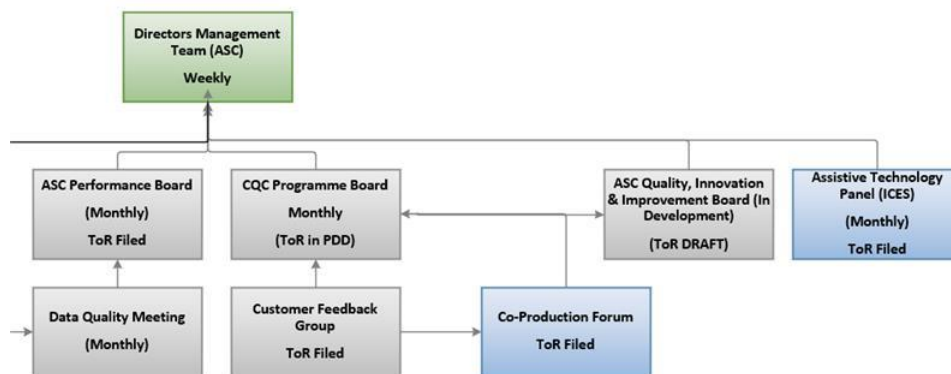 Directors Management
Team (ASC)
Weekly
ASC Performance Board
(Monthly)
ToR Filed
CQC Programme Board
Monthly
(ToR in PDD)
ASC Quality, Innovation
& Improvement Board (In
Development)
(ToR DRAFT)
Assistive Technology
Panel (ICES)
(Monthly)
ToR Filed
Data Quality Meeting
(Monthly)
Customer Feedback
Group
ToR Filed
Co-Production Forum
ToR Filed